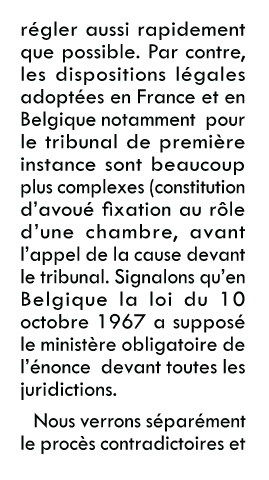 régler aussi rapidement
que possible. Par contre,
les dispositions légales
adoptées en France et en
Belgique notamment pour
le tribunal de première
instance sont beaucoup
plus complexes (constitution
d'avoué fixation au rôle
d'une chambre, avant
l'appel de la cause devant
le tribunal. Signalons qu'en
Belgique la loi du 10
octobre 1967 a supposé
le ministère obligatoire de
l'énonce devant toutes les
juridictions.
Nous verrons séparément
le procès contradictoires et